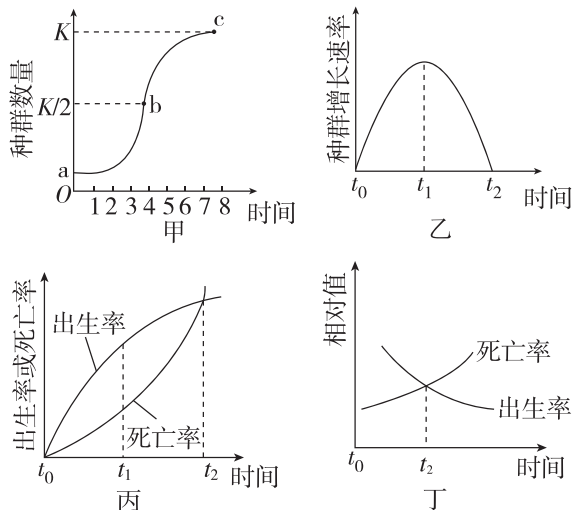 种群数量
K
K/2
a
b
c
O
1 2 3 4 5 6 7 8 时间
甲
种群增长速率
t0 t1 t2 时间
乙
出生率或死亡率
出生率
死亡率
t0 t1 t2 时间
丙
相对值
死亡率
出生率
t0 t2 时间
丁